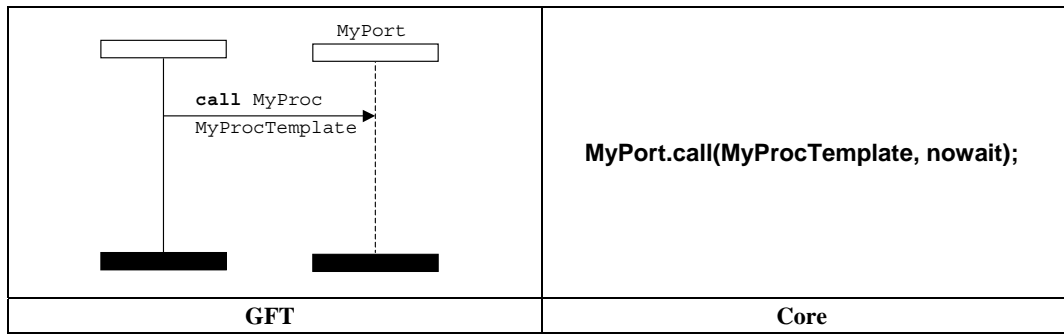 MyPort
call MyProc
MyProcTemplate
MyPort.call(MyProcTemplate, nowait);
GFT
Core